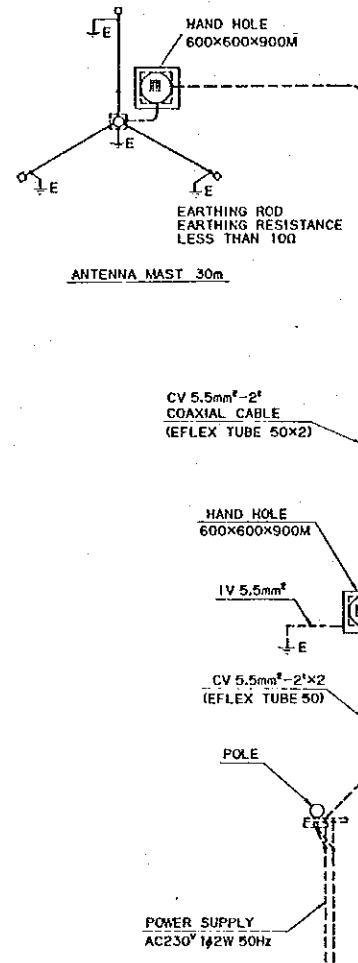 HAND HOLE
600×600×900M
E
E
E
E
EARTHING ROD
EARTHING RESISTANCE
LESS THAN 10Ω
ANTENNA MAST 30m
CV 5.5mm²-2ᶜ
COAXIAL CABLE
(EFLEX TUBE 50×2)
HAND HOLE
600×600×900M
IV 5.5mm²
E
CV 5.5mm²-2ᶜ×2
(EFLEX TUBE 50)
POLE
POWER SUPPLY
AC230ⱽ 1ϕ2W 50Hz